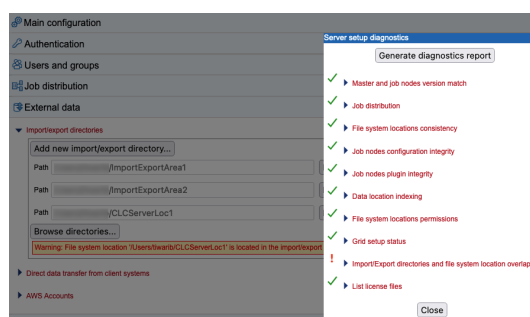 Main configuration
Authentication
Users and groups
Job distribution
External data
Import/export directories
Add new import/export directory...
Path /ImportExportArea1
Path /ImportExportArea2
Path /CLCServerLoc1
Browse directories...
Warning: File system location '/Users/tiwarib/CLCServerLoc1' is located in the import/export
Direct data transfer from client systems
AWS Accounts
Server setup diagnostics
Generate diagnostics report
Master and job nodes version match
Job distribution
File system locations consistency
Job nodes configuration integrity
Job nodes plugin integrity
Data location indexing
File system locations permissions
Grid setup status
! Import/Export directories and file system location overlap
List license files
Close